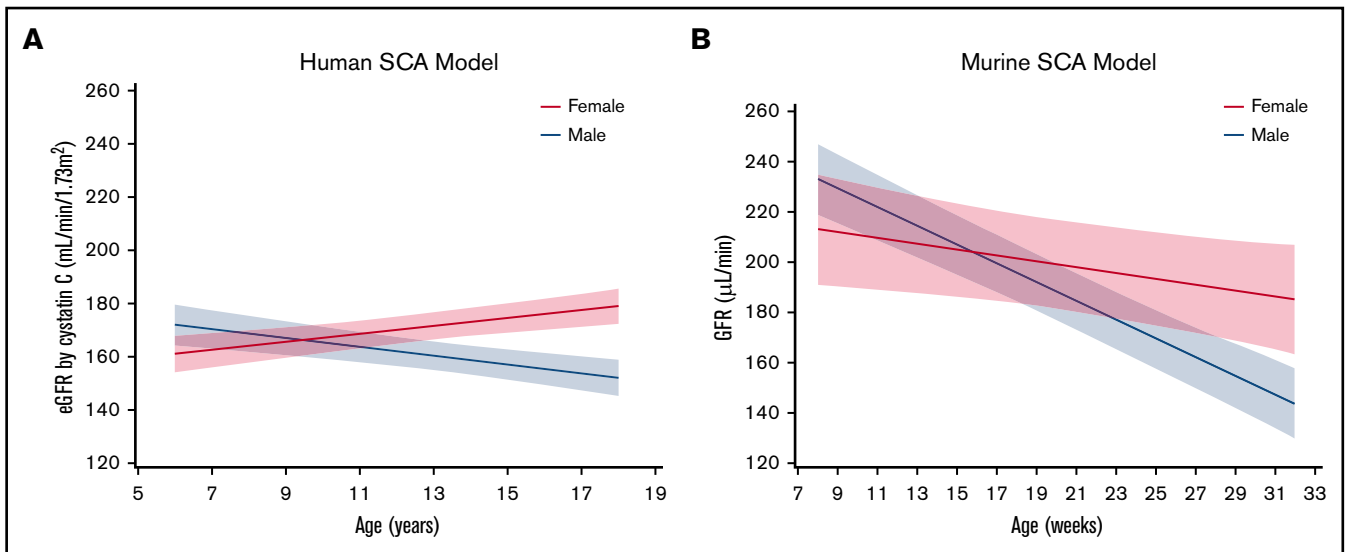 A
Human SCA Model
260
240
220
200
180
160
140
120
eGFR by cystatin C (mL/min/1.73m²)
Female
Male
5 7 9 11 13 15 17 19
Age (years)
B
Murine SCA Model
260
240
220
200
180
160
140
120
GFR (µL/min)
Female
Male
7 9 11 13 15 17 19 21 23 25 27 29 31 33
Age (weeks)